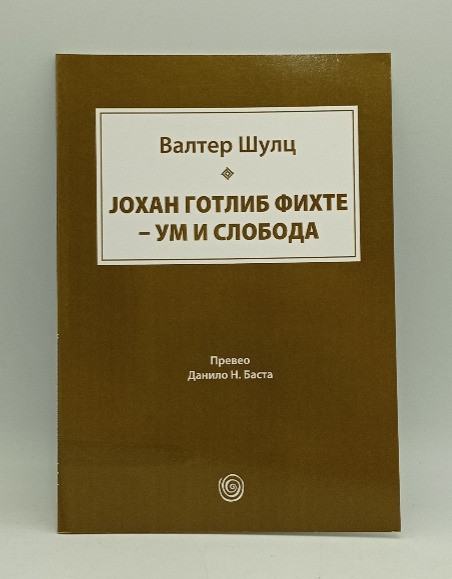 Валтер Шулц
ЈОХАН ГОТЛИБ ФИХТЕ
– УМ И СЛОБОДА
Превео
Данило Н. Баста